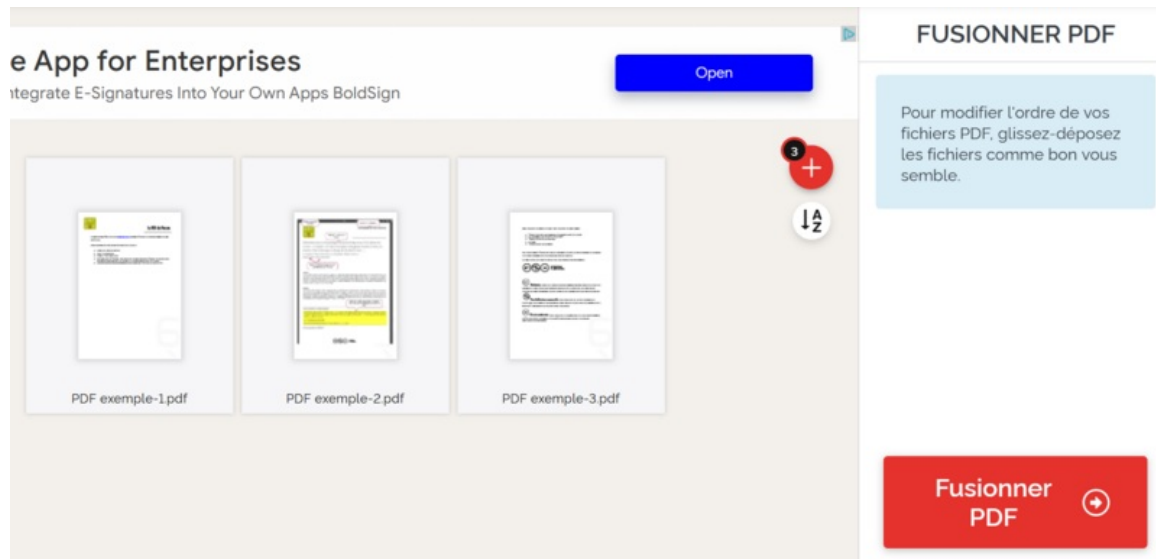 e App for Enterprises
ntegrate E-Signatures Into Your Own Apps BoldSign
Open
3
A
Z
PDF exemple-1.pdf
PDF exemple-2.pdf
PDF exemple-3.pdf
FUSIONNER PDF
Pour modifier l'ordre de vos
fichiers PDF, glissez-déposez
les fichiers comme bon vous
semble.
Fusionner
PDF